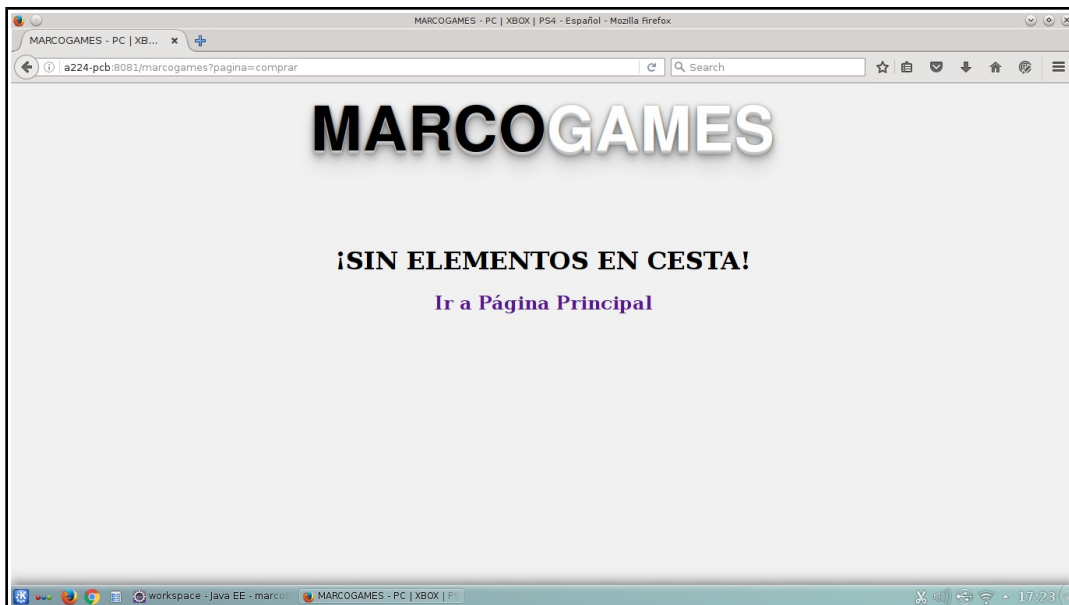 MARCOGAMES - PC | XBOX | PS4 - Español - Mozilla Firefox
MARCOGAMES - PC | XB...
a224-pcb:8081/marcogames?pagina=comprar
Search
MARCOGAMES
¡SIN ELEMENTOS EN CESTA!
Ir a Página Principal
workspace - Java EE - marco
MARCOGAMES - PC | XBOX | PS
17:23